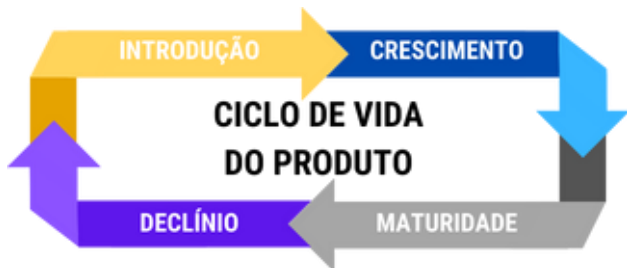 INTRODUÇÃO
CRESCIMENTO
CICLO DE VIDA
DO PRODUTO
DECLÍNIO
MATURIDADE